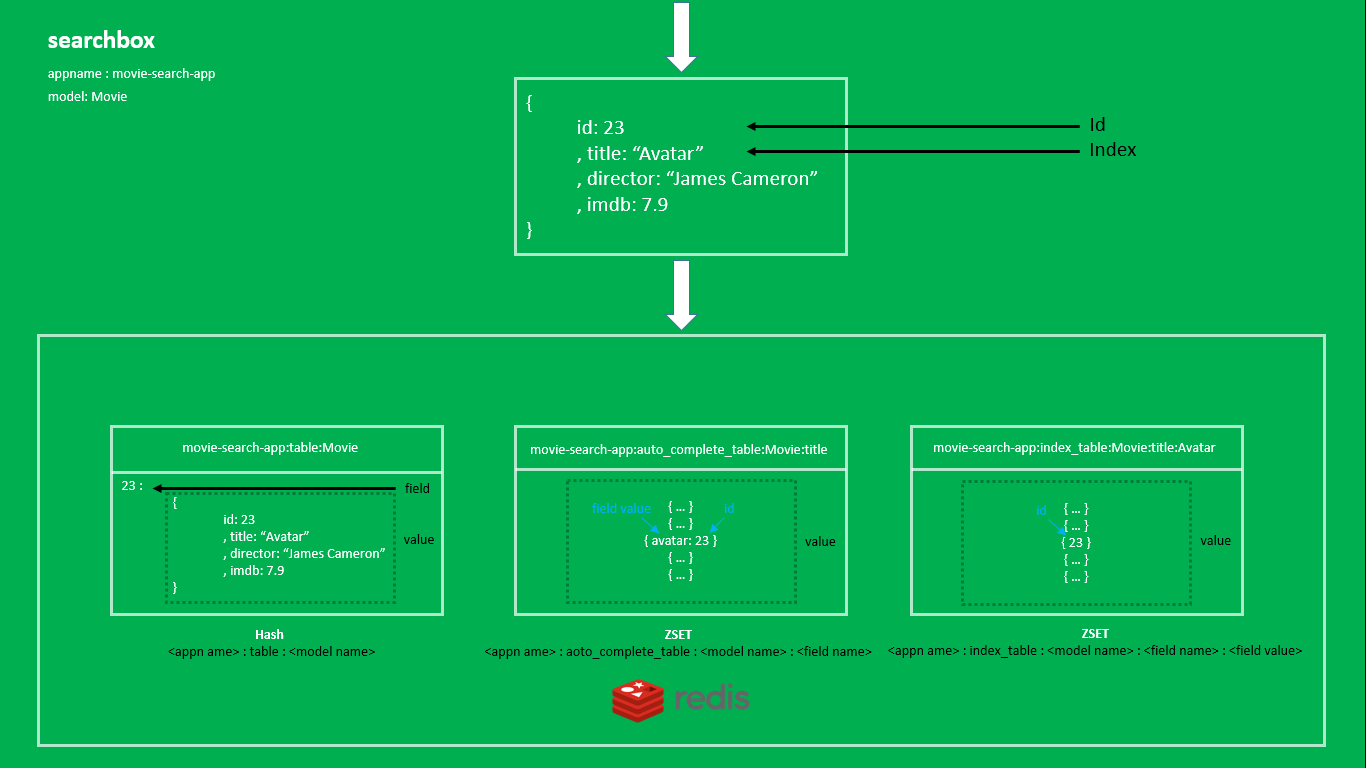 searchbox
appname : movie-search-app
model: Movie
{
id: 23
, title: “Avatar”
, director: “James Cameron”
, imdb: 7.9
}
Id
Index
movie-search-app:table:Movie
23 :
field
{
id: 23
, title: “Avatar”
, director: “James Cameron”
, imdb: 7.9
}
value
Hash
<appn ame> : table : <model name>
movie-search-app:auto_complete_table:Movie:title
field value
id
{ ... }
{ ... }
{ avatar: 23 }
{ ... }
{ ... }
value
ZSET
<appn ame> : aoto_complete_table : <model name> : <field name>
movie-search-app:index_table:Movie:title:Avatar
id
{ ... }
{ ... }
{ 23 }
{ ... }
{ ... }
value
ZSET
<appn ame> : index_table : <model name> : <field name> : <field value>
redis